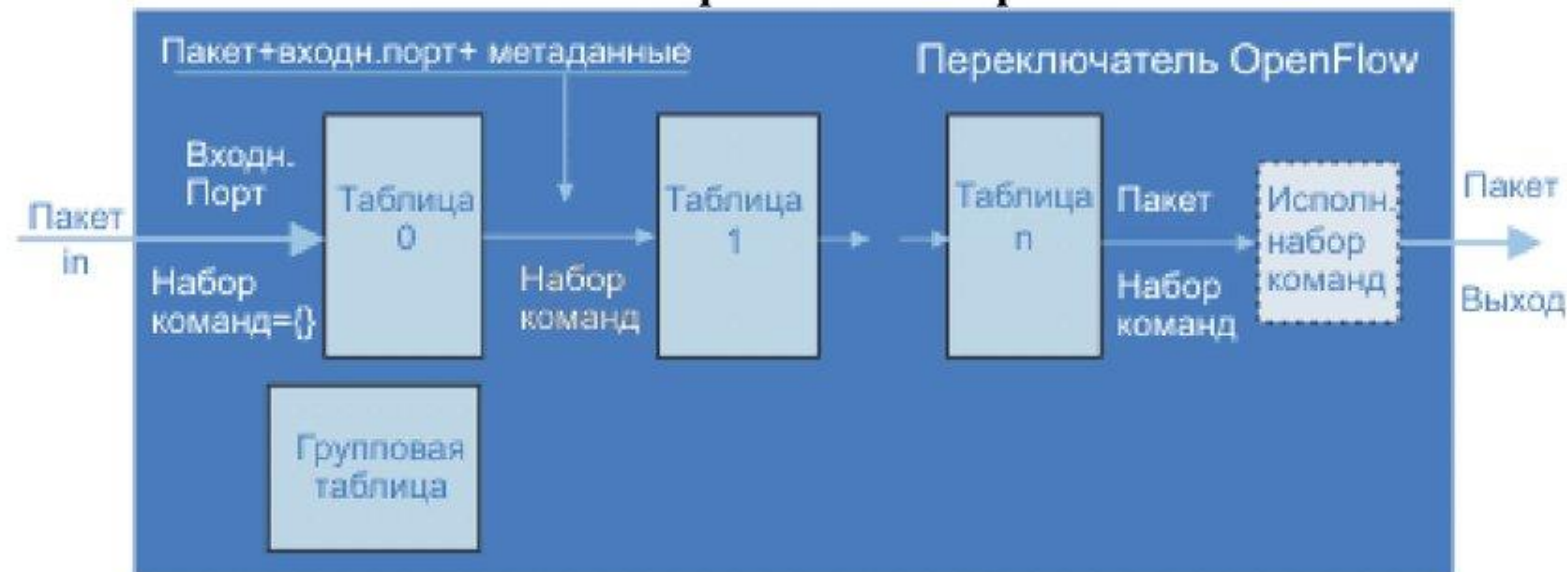 Пакет+входн.порт+ метаданные
Переключатель OpenFlow
Входн.
Порт
Пакет
in
Набор
команд={}
Таблица
0
Набор
команд
Таблица
1
Таблица
n
Пакет
Набор
команд
Исполн.
набор
команд
Пакет
Выход
Групповая
таблица